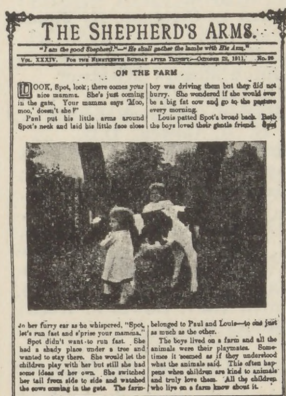 THE SHEPHERD'S ARMS.
"I am the good Shepherd."—"He shall gather the lambs with His Arm."
VOL. XXXIV. FOR THE NINETEENTH SUNDAY AFTER TRINITY.—OCTOBER 22, 1911. No.
ON THE FARM
LOOK, Spot, look; there comes your
nice mamma. She's just coming
in the gate. Your mamma says 'Moo,
moo,' doesn't she?"
Paul put his little arms around
Spot's neck and laid his little face close
boy was driving them but they did not
hurry. She wondered if she would ever
be a big fat cow and go to the pasture
every morning.
Louis patted Spot's broad back. Both
the boys loved their gentle friend. Spot
to her furry ear as he whispered, "Spot,
let's run fast and s'prise your mamma."
Spot didn't want to run fast. She
had a shady place under a tree and
wanted to stay there. She would let the
children play with her but still she had
some ideas of her own. She switched
her tail from side to side and watched
the cows coming in the gate. The farm-
belonged to Paul and Louis—to one just
as much as the other.
The boys lived on a farm and all the
animals were their playmates. Some-
times it seemed as if they understood
what the animals said. This often hap-
pens when children are kind to animals
and truly love them. All the children
who live on a farm know about it.